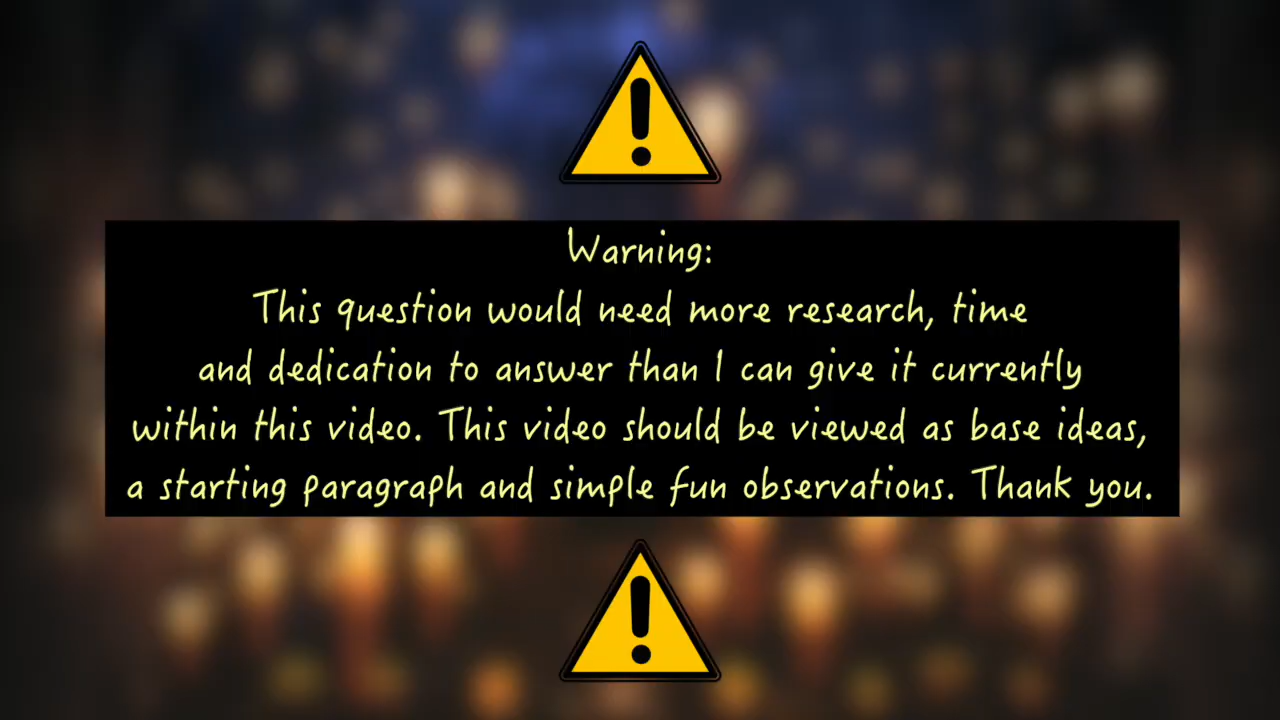 Warning:
This question would need more research, time
and dedication to answer than I can give it currently
within this video. This video should be viewed as base ideas,
a starting paragraph and simple fun observations. Thank you.